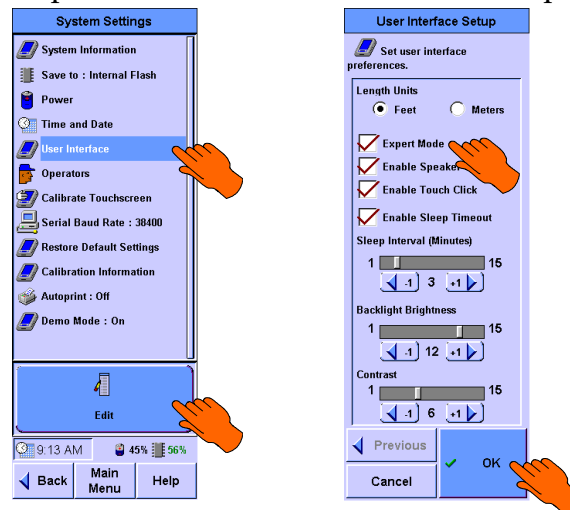 System Settings
System Information
Save to : Internal Flash
Power
Time and Date
User Interface
Operators
Calibrate Touchscreen
Serial Baud Rate : 38400
Restore Default Settings
Calibration Information
Autoprint : Off
Demo Mode : On
Edit
9:13 AM 45% 56%
Back Main Menu Help
User Interface Setup
Set user interface
preferences.
Length Units
Feet Meters
Expert Mode
Enable Speaker
Enable Touch Click
Enable Sleep Timeout
Sleep Interval (Minutes)
1 15
-1 3 +1
Backlight Brightness
1 15
-1 12 +1
Contrast
1 15
-1 6 +1
Previous
OK
Cancel